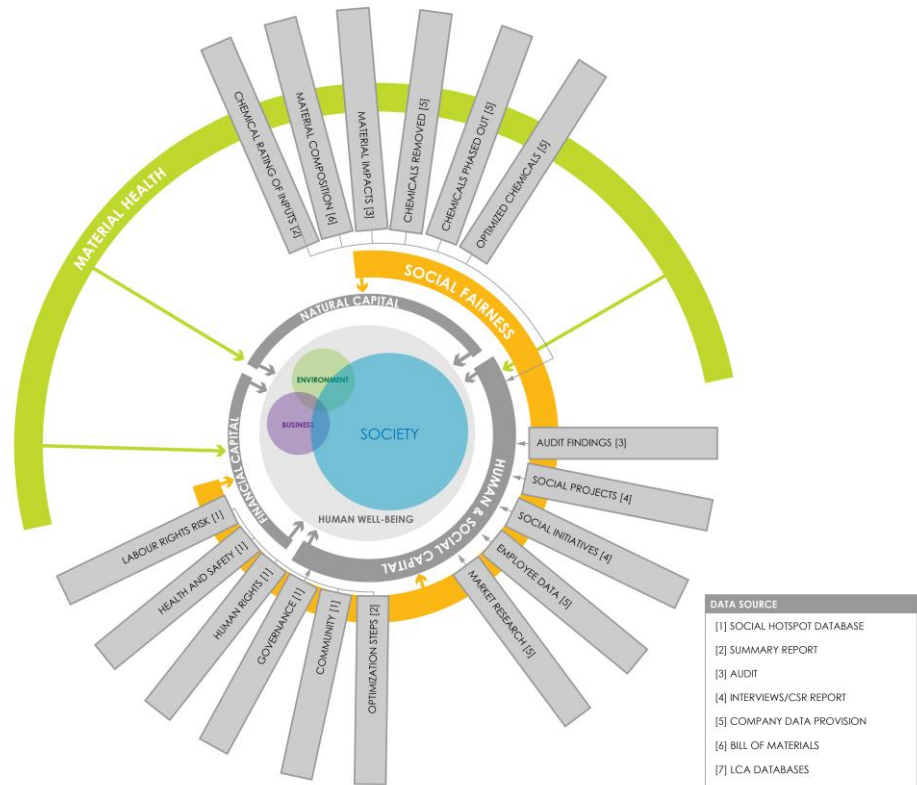 CHEMICAL RATING OF INPUTS [2]
MATERIAL COMPOSITION [6]
MATERIAL IMPACTS [3]
CHEMICALS REMOVED [5]
CHEMICALS PHASED OUT [5]
OPTIMIZED CHEMICALS [5]
MATERIAL HEALTH
SOCIAL FAIRNESS
NATURAL CAPITAL
ENVIRONMENT
BUSINESS
SOCIETY
HUMAN WELL-BEING
FINANCIAL CAPITAL
HUMAN & SOCIAL CAPITAL
AUDIT FINDINGS [3]
SOCIAL PROJECTS [4]
SOCIAL INITIATIVES [4]
EMPLOYEE DATA [5]
MARKET RESEARCH [5]
LABOUR RIGHTS RISK [1]
HEALTH AND SAFETY [1]
HUMAN RIGHTS [1]
GOVERNANCE [1]
COMMUNITY [1]
OPTIMIZATION STEPS [2]
DATA SOURCE
[1] SOCIAL HOTSPOT DATABASE
[2] SUMMARY REPORT
[3] AUDIT
[4] INTERVIEWS/CSR REPORT
[5] COMPANY DATA PROVISION
[6] BILL OF MATERIALS
[7] LCA DATABASES